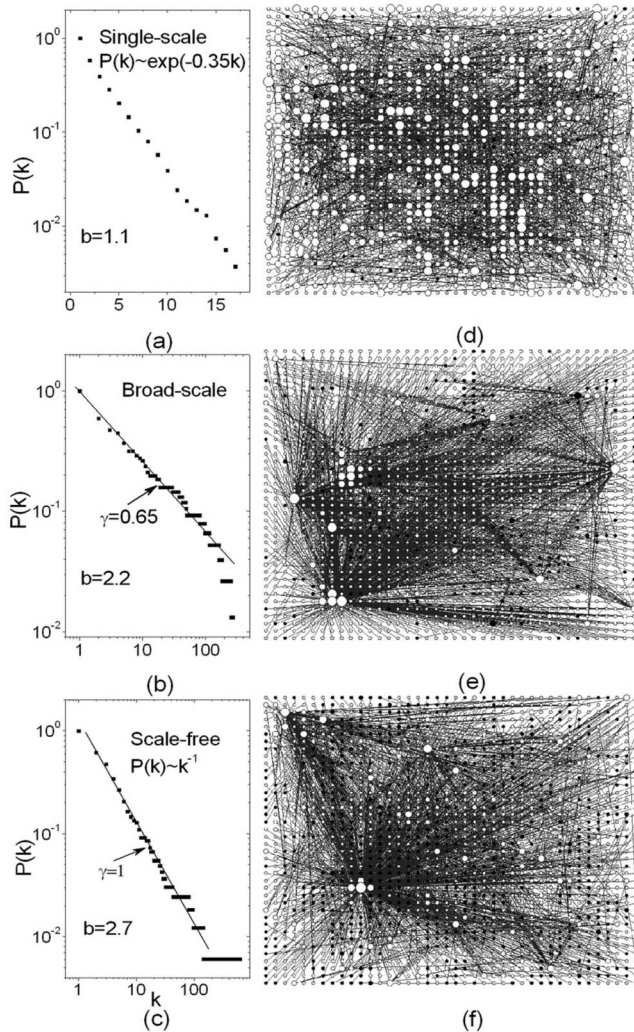 10⁰
Single-scale
P(k)~exp(-0.35k)
10⁻¹
P(k)
10⁻²
b=1.1
0 5 10 15
(a)
(d)
10⁰
Broad-scale
P(k)
10⁻¹
γ=0.65
b=2.2
10⁻²
1 10 100
(b)
(e)
10⁰
Scale-free
P(k)~k⁻¹
10⁻¹
P(k)
γ=1
b=2.7
10⁻²
1 10 k 100
(c)
(f)